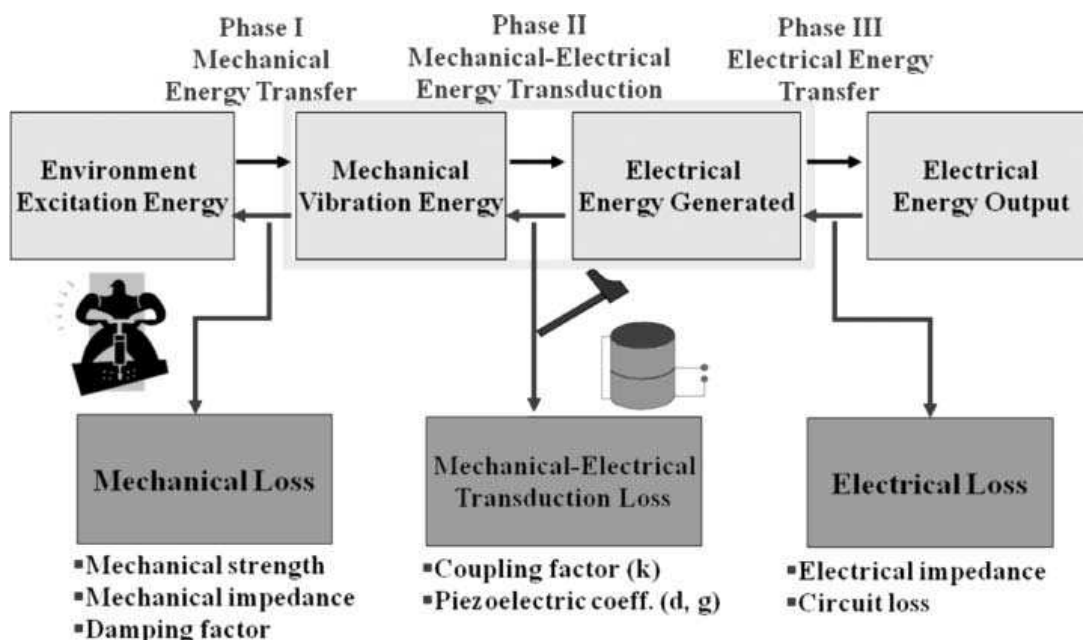 Phase I
Mechanical
Energy Transfer
Phase II
Mechanical-Electrical
Energy Transduction
Phase III
Electrical Energy
Transfer
Environment
Excitation Energy
Mechanical
Vibration Energy
Electrical
Energy Generated
Electrical
Energy Output
Mechanical Loss
Mechanical-Electrical
Transduction Loss
Electrical Loss
▪Mechanical strength
▪Mechanical impedance
▪Damping factor
▪Coupling factor (k)
▪Piezoelectric coeff. (d, g)
▪Electrical impedance
▪Circuit loss